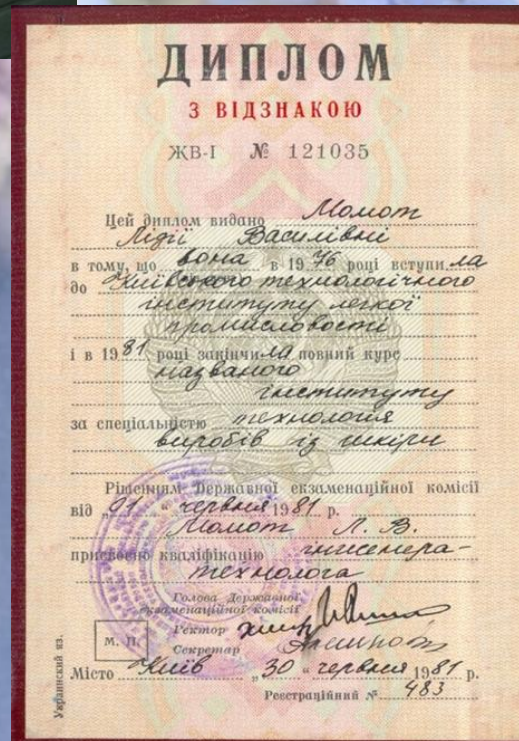 ДИПЛОМ
З ВІДЗНАКОЮ
ЖВ-І № 121035
Цей диплом видано Момот
Лідії Василівні
в тому, що вона в 1976 році вступила
до Київського технологічного
інституту легкої
промисловості
і в 1981 році закінчила повний курс
названого
інституту
за спеціальністю технологія
виробів із шкіри
Рішенням Державної екзаменаційної комісії
від „01“ червня 1981 р.
Момот Л. В.
присвоєно кваліфікацію інженера-
технолога
Голова Державної
екзаменаційної комісії
Ректор
Секретар
М. П.
Місто Київ „30“ червня 1981 р.
Реєстраційний № 483
Украинский яз.